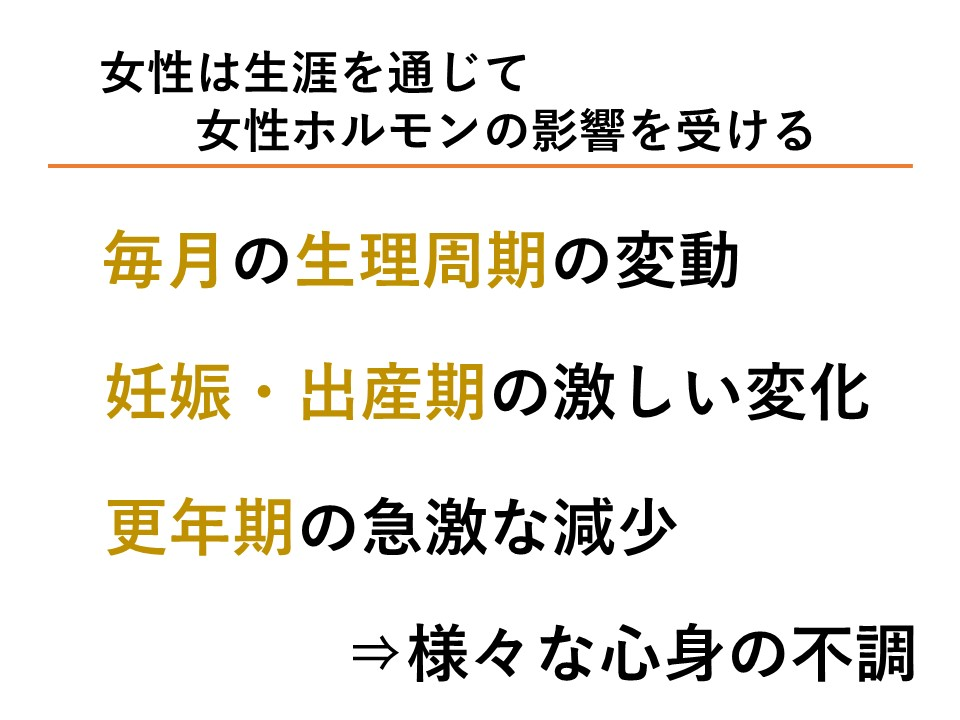 女性は生涯を通じて
女性ホルモンの影響を受ける
毎月の生理周期の変動
妊娠・出産期の激しい変化
更年期の急激な減少
⇒様々な心身の不調